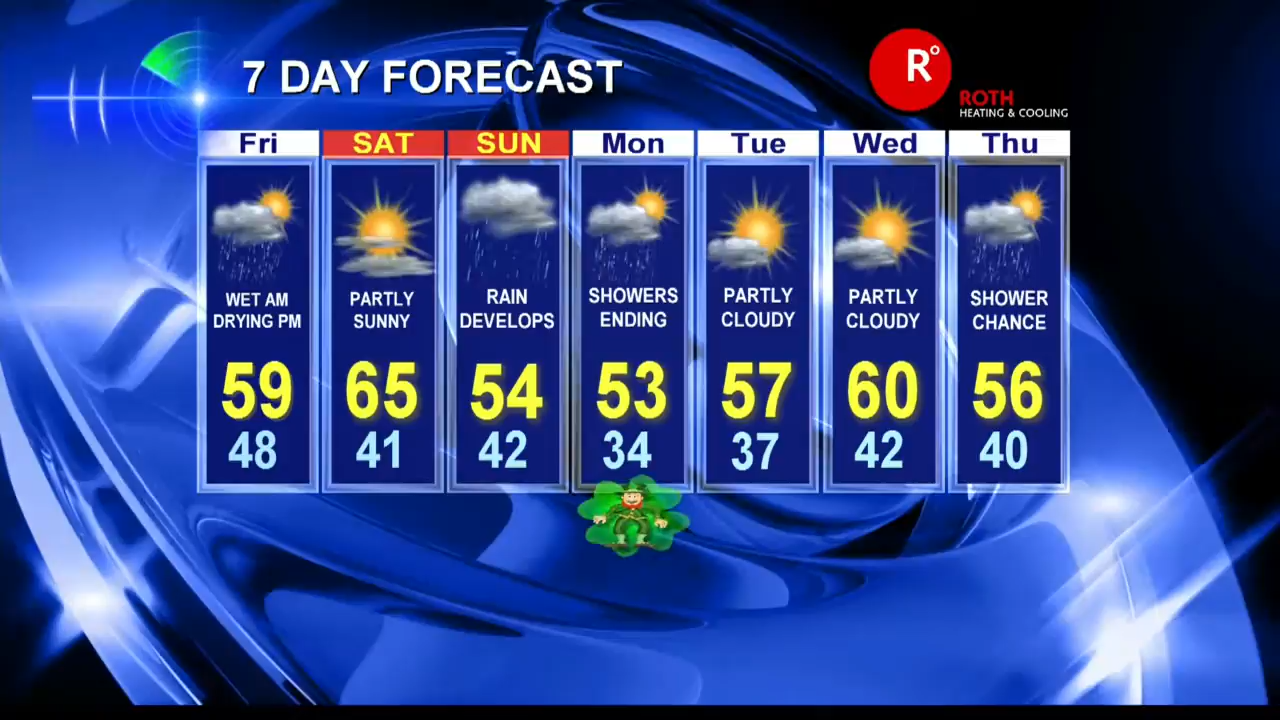 7 DAY FORECAST
R°
ROTH
HEATING & COOLING
Fri
SAT
SUN
Mon
Tue
Wed
Thu
WET AM
DRYING PM
59
48
PARTLY
SUNNY
65
41
RAIN
DEVELOPS
54
42
SHOWERS
ENDING
53
34
PARTLY
CLOUDY
57
37
PARTLY
CLOUDY
60
42
SHOWER
CHANCE
56
40